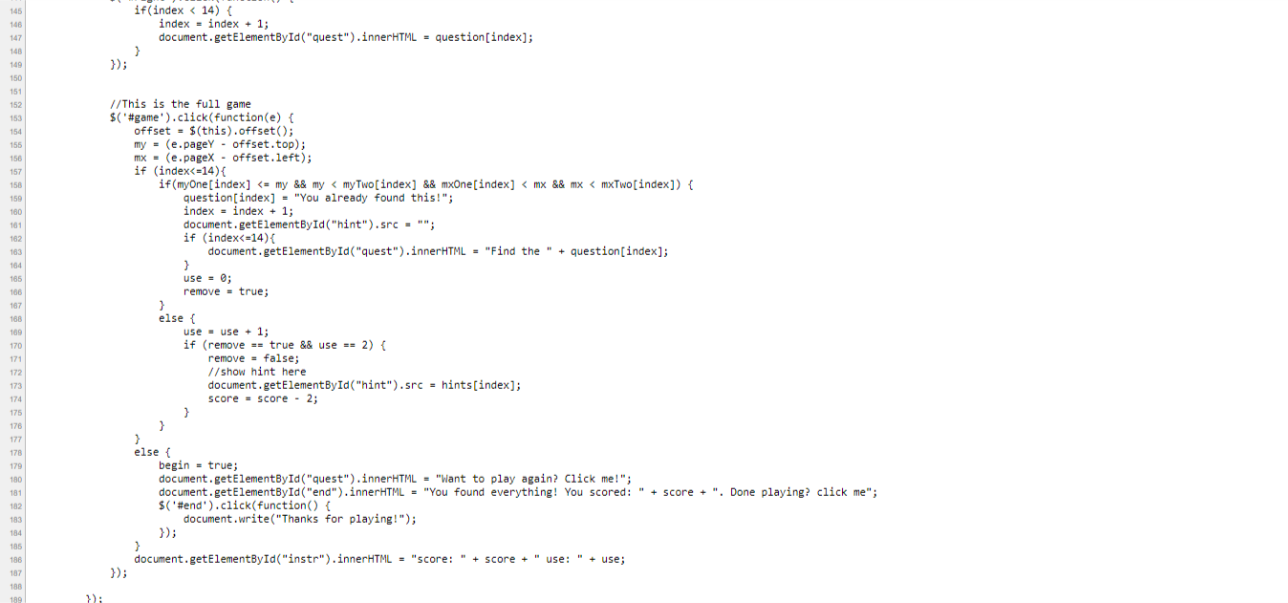 145 if(index < 14) {
146 index = index + 1;
147 document.getElementById("quest").innerHTML = question[index];
148 }
149 });
150
151
152 //This is the full game
153 $('#game').click(function(e) {
154 offset = $(this).offset();
155 my = (e.pageY - offset.top);
156 mx = (e.pageX - offset.left);
157 if (index<=14){
158 if(myOne[index] <= my && my < myTwo[index] && mxOne[index] < mx && mx < mxTwo[index]) {
159 question[index] = "You already found this!";
160 index = index + 1;
161 document.getElementById("hint").src = "";
162 if (index<=14){
163 document.getElementById("quest").innerHTML = "Find the " + question[index];
164 }
165 use = 0;
166 remove = true;
167 }
168 else {
169 use = use + 1;
170 if (remove == true && use == 2) {
171 remove = false;
172 //show hint here
173 document.getElementById("hint").src = hints[index];
174 score = score - 2;
175 }
176 }
177 }
178 else {
179 begin = true;
180 document.getElementById("quest").innerHTML = "Want to play again? Click me!";
181 document.getElementById("end").innerHTML = "You found everything! You scored: " + score + ". Done playing? click me";
182 $('#end').click(function() {
183 document.write("Thanks for playing!");
184 });
185 }
186 document.getElementById("instr").innerHTML = "score: " + score + " use: " + use;
187 });
188
189 });